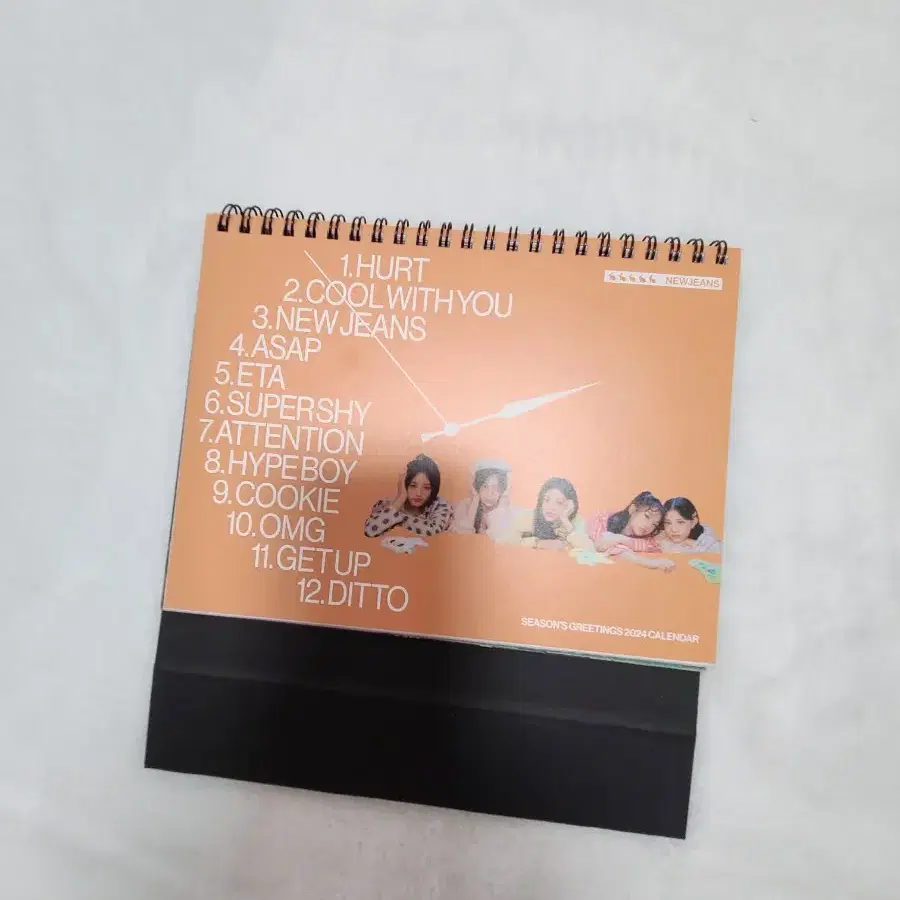 1.HURT
2.COOL WITH YOU
3.NEW JEANS
4.ASAP
5.ETA
6.SUPER SHY
7.ATTENTION
8.HYPE BOY
9.COOKIE
10.OMG
11.GET UP
12.DITTO
NEWJEANS
SEASON'S GREETINGS 2024 CALENDAR